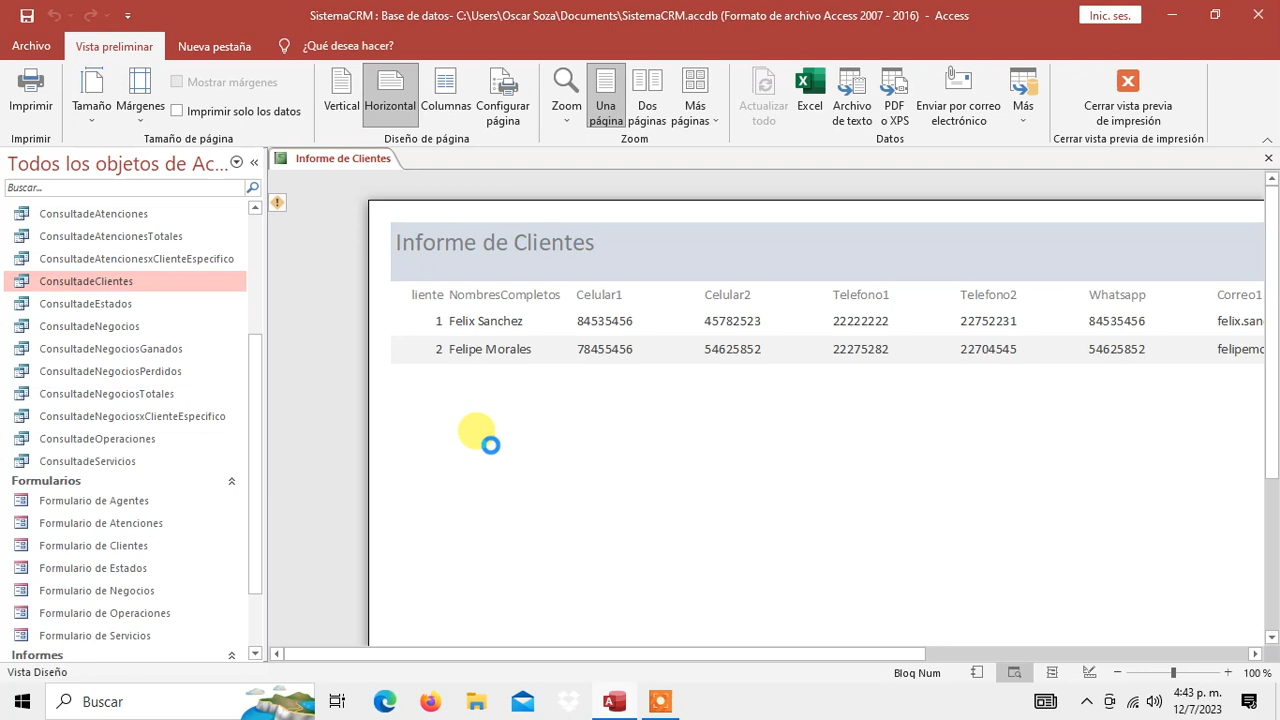 SistemaCRM : Base de datos- C:\Users\Oscar Soza\Documents\SistemaCRM.accdb (Formato de archivo Access 2007 - 2016) - Access
Inic. ses.
Archivo
Vista preliminar
Nueva pestaña
¿Qué desea hacer?
Imprimir
Tamaño
Márgenes
Mostrar márgenes
Imprimir solo los datos
Vertical
Horizontal
Columnas
Configurar página
Zoom
Una página
Dos páginas
Más páginas
Actualizar todo
Excel
Archivo de texto
PDF o XPS
Enviar por correo electrónico
Más
Cerrar vista previa de impresión
Imprimir
Tamaño de página
Diseño de página
Zoom
Datos
Cerrar vista previa de impresión
Todos los objetos de Ac...
Buscar...
ConsultadeAtenciones
ConsultadeAtencionesTotales
ConsultadeAtencionesxClienteEspecifico
ConsultadeClientes
ConsultadeEstados
ConsultadeNegocios
ConsultadeNegociosGanados
ConsultadeNegociosPerdidos
ConsultadeNegociosTotales
ConsultadeNegociosxClienteEspecifico
ConsultadeOperaciones
ConsultadeServicios
Formularios
Formulario de Agentes
Formulario de Atenciones
Formulario de Clientes
Formulario de Estados
Formulario de Negocios
Formulario de Operaciones
Formulario de Servicios
Informes
Informe de Clientes
Informe de Clientes
liente NombresCompletos Celular1 Celular2 Telefono1 Telefono2 Whatsapp Correo1
1 Felix Sanchez 84535456 45782523 22222222 22752231 84535456 felix.san
2 Felipe Morales 78455456 54625852 22275282 22704545 54625852 felipemo
Vista Diseño
Bloq Num
100 %
Buscar
4:43 p. m.
12/7/2023